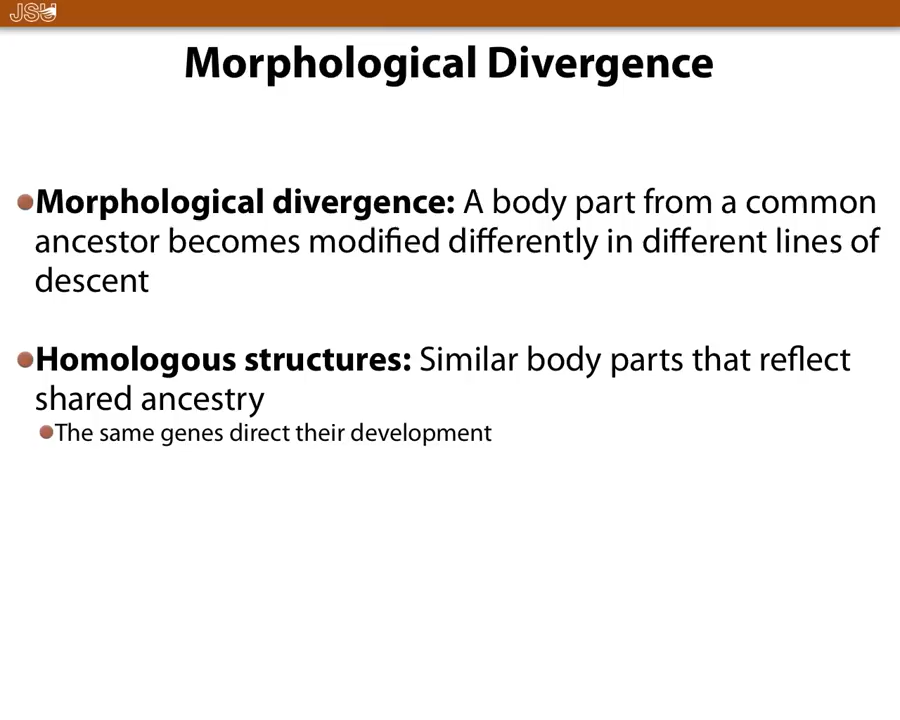 JSU
Morphological Divergence
Morphological divergence: A body part from a common
ancestor becomes modified differently in different lines of
descent
Homologous structures: Similar body parts that reflect
shared ancestry
The same genes direct their development